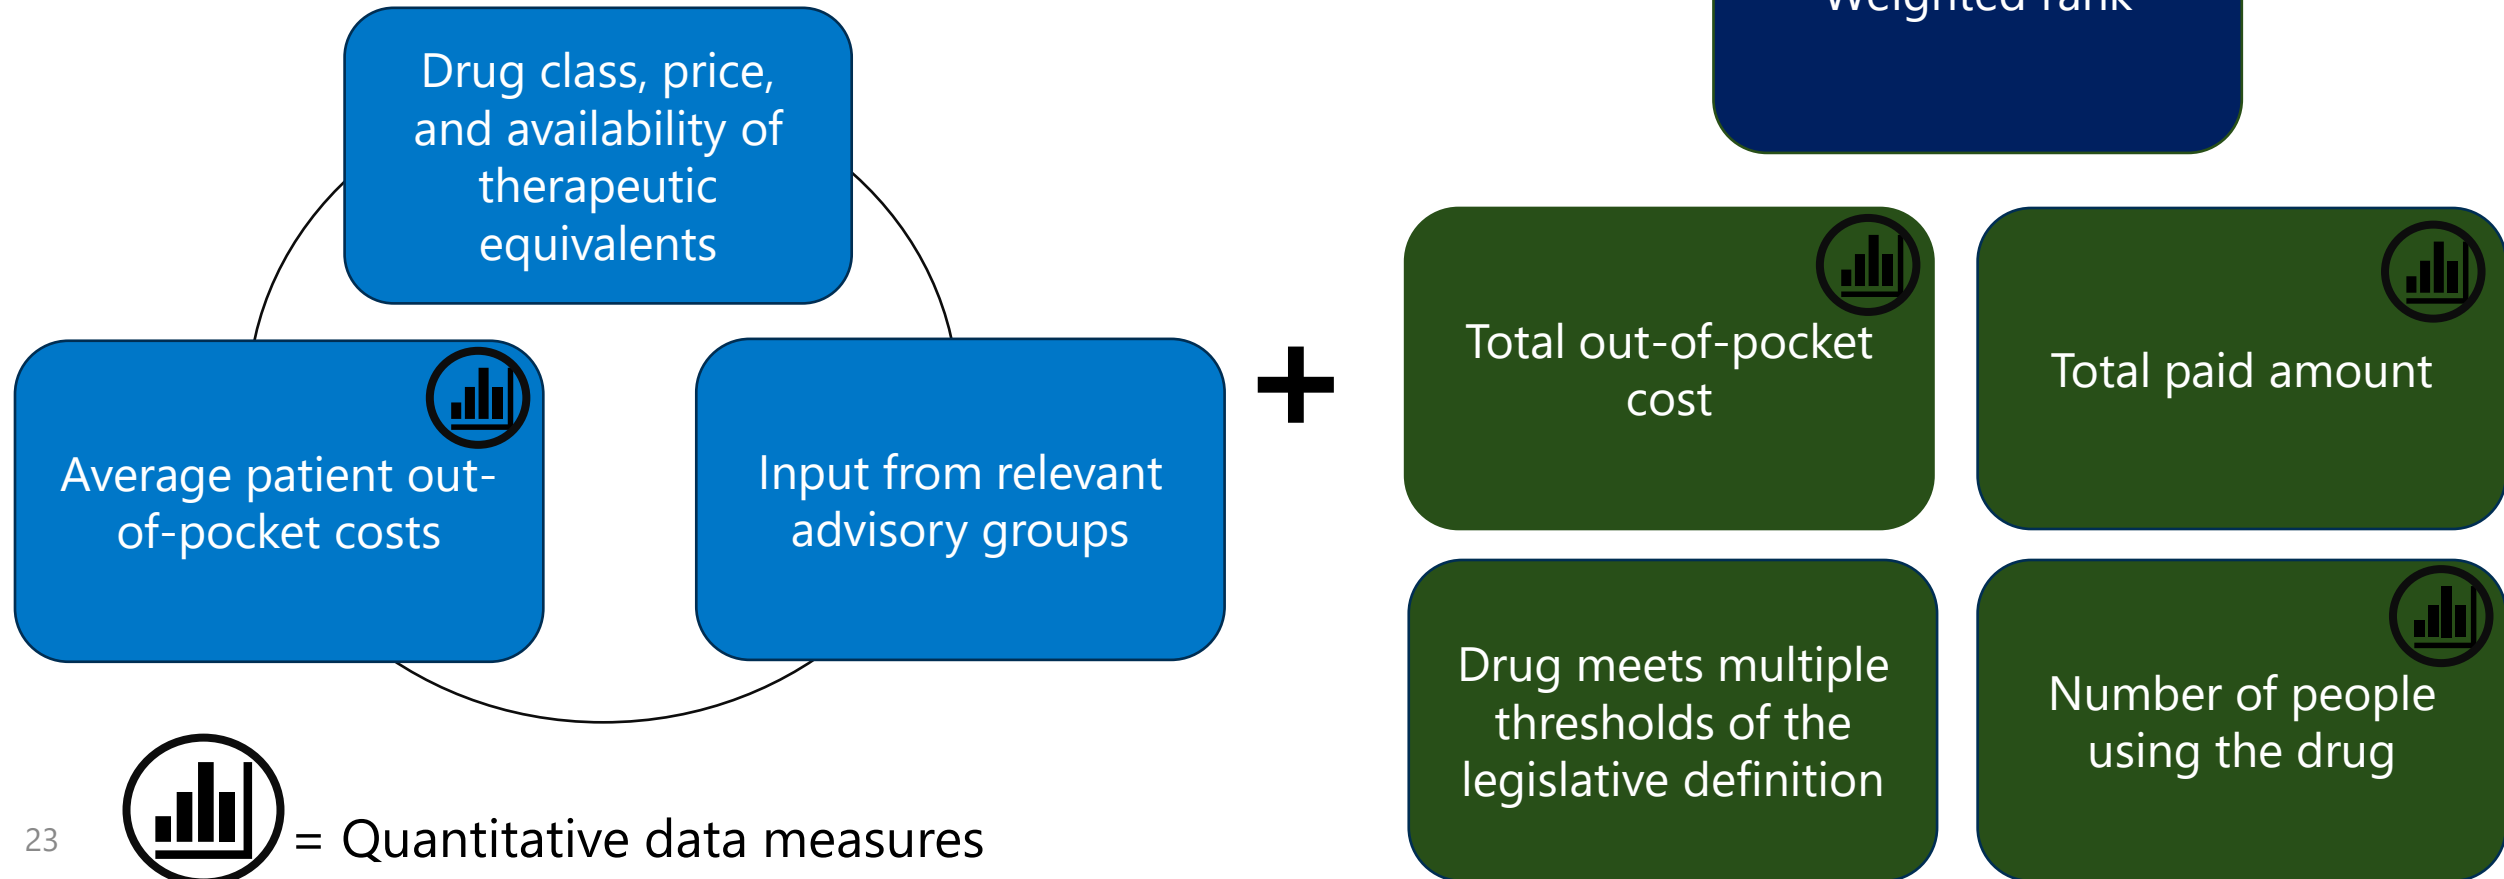 Weighted rank
Drug class, price,
and availability of
therapeutic
equivalents
Average patient out-
of-pocket costs
Input from relevant
advisory groups
+
Total out-of-pocket
cost
Total paid amount
Drug meets multiple
thresholds of the
legislative definition
Number of people
using the drug
= Quantitative data measures
23